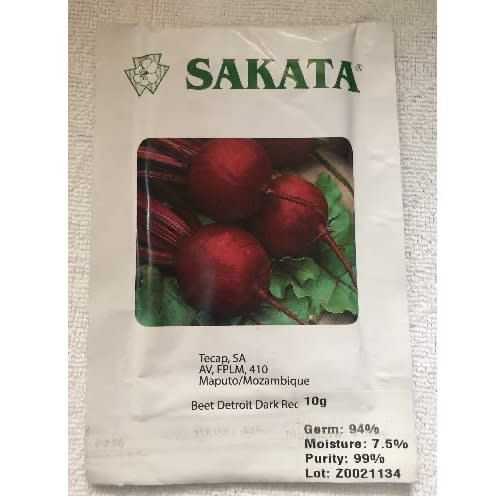 SAKATA®
Tecap, SA
AV, FPLM, 410
Maputo/Mozambique
Beet Detroit Dark Rec 10g
Germ: 94%
Moisture: 7.5%
Purity: 99%
Lot: Z0021134